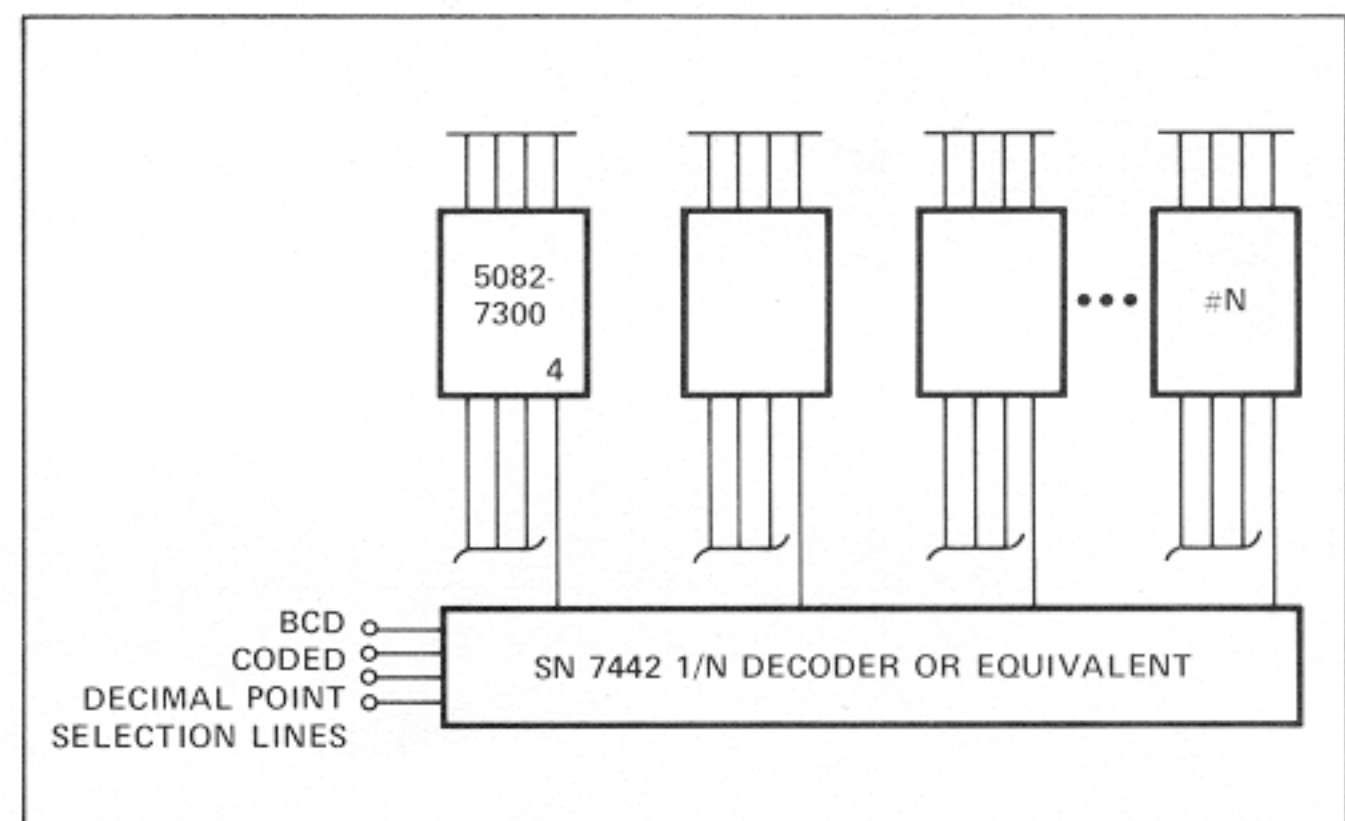 5082-
7300
4
#N
BCD
CODED
DECIMAL POINT
SELECTION LINES
SN 7442 1/N DECODER OR EQUIVALENT